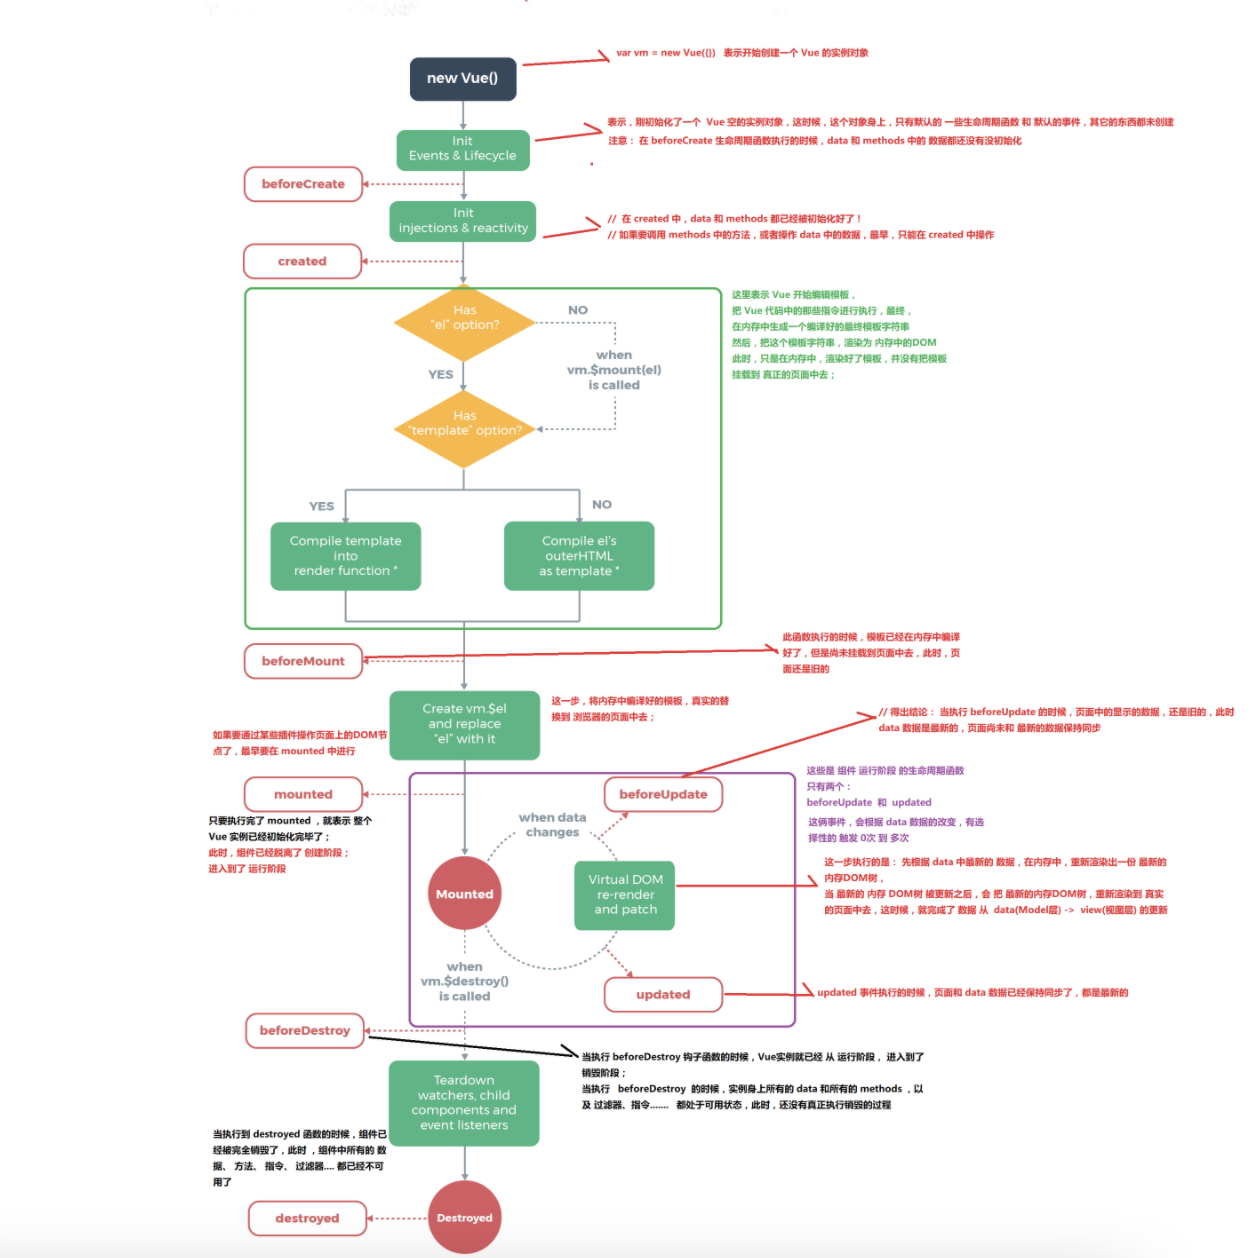 var vm = new Vue({}) 表示开始创建一个 Vue 的实例对象
new Vue()
表示，刚初始化了一个 Vue 空的实例对象，这时候，这个对象身上，只有默认的 一些生命周期函数 和 默认的事件，其它的东西都未创建
注意： 在 beforeCreate 生命周期函数执行的时候，data 和 methods 中的 数据都还没有没初始化
Init
Events & Lifecycle
beforeCreate
Init
injections & reactivity
// 在 created 中，data 和 methods 都已经被初始化好了！
// 如果要调用 methods 中的方法，或者操作 data 中的数据，最早，只能在 created 中操作
created
这里表示 Vue 开始编辑模板，
把 Vue 代码中的那些指令进行执行，最终，
在内存中生成一个编译好的最终模板字符串
然后，把这个模板字符串，渲染为 内存中的DOM
此时，只是在内存中，渲染好了模板，并没有把模板
挂载到 真正的页面中去；
Has
"el" option?
NO
when
vm.$mount(el)
is called
YES
Has
"template" option?
YES
NO
Compile template
into
render function *
Compile el's
outerHTML
as template *
此函数执行的时候，模板已经在内存中编译
好了，但是尚未挂载到页面中去，此时，页
面还是旧的
beforeMount
Create vm.$el
and replace
"el" with it
这一步，将内存中编译好的模板，真实的替
换到 浏览器的页面中去；
// 得出结论： 当执行 beforeUpdate 的时候，页面中的显示的数据，还是旧的，此时
data 数据是最新的，页面尚未和 最新的数据保持同步
如果要通过某些插件操作页面上的DOM节
点了，最早要在 mounted 中进行
mounted
只要执行完了 mounted ，就表示 整个
Vue 实例已经初始化完毕了；
此时，组件已经脱离了 创建阶段；
进入到了 运行阶段
beforeUpdate
这些是 组件 运行阶段 的生命周期函数
只有两个：
beforeUpdate 和 updated
这俩事件，会根据 data 数据的改变，有选
择性的 触发 0次 到 多次
when data
changes
Mounted
Virtual DOM
re-render
and patch
这一步执行的是： 先根据 data 中最新的 数据，在内存中，重新渲染出一份 最新的
内存DOM树，
当 最新的 内存 DOM树 被更新之后，会 把 最新的内存DOM树，重新渲染到 真实
的页面中去，这时候，就完成了 数据 从 data(Model层) -> view(视图层) 的更新
when
vm.$destroy()
is called
updated
updated 事件执行的时候，页面和 data 数据已经保持同步了，都是最新的
beforeDestroy
当执行 beforeDestroy 钩子函数的时候，Vue实例就已经 从 运行阶段，进入到了
销毁阶段；
当执行 beforeDestroy 的时候，实例身上所有的 data 和所有的 methods ，以
及 过滤器、指令....... 都处于可用状态，此时，还没有真正执行销毁的过程
Teardown
watchers, child
components and
event listeners
当执行到 destroyed 函数的时候，组件已
经被完全销毁了，此时 ，组件中所有的 数
据、 方法、 指令、 过滤器.... 都已经不可
用了
destroyed
Destroyed